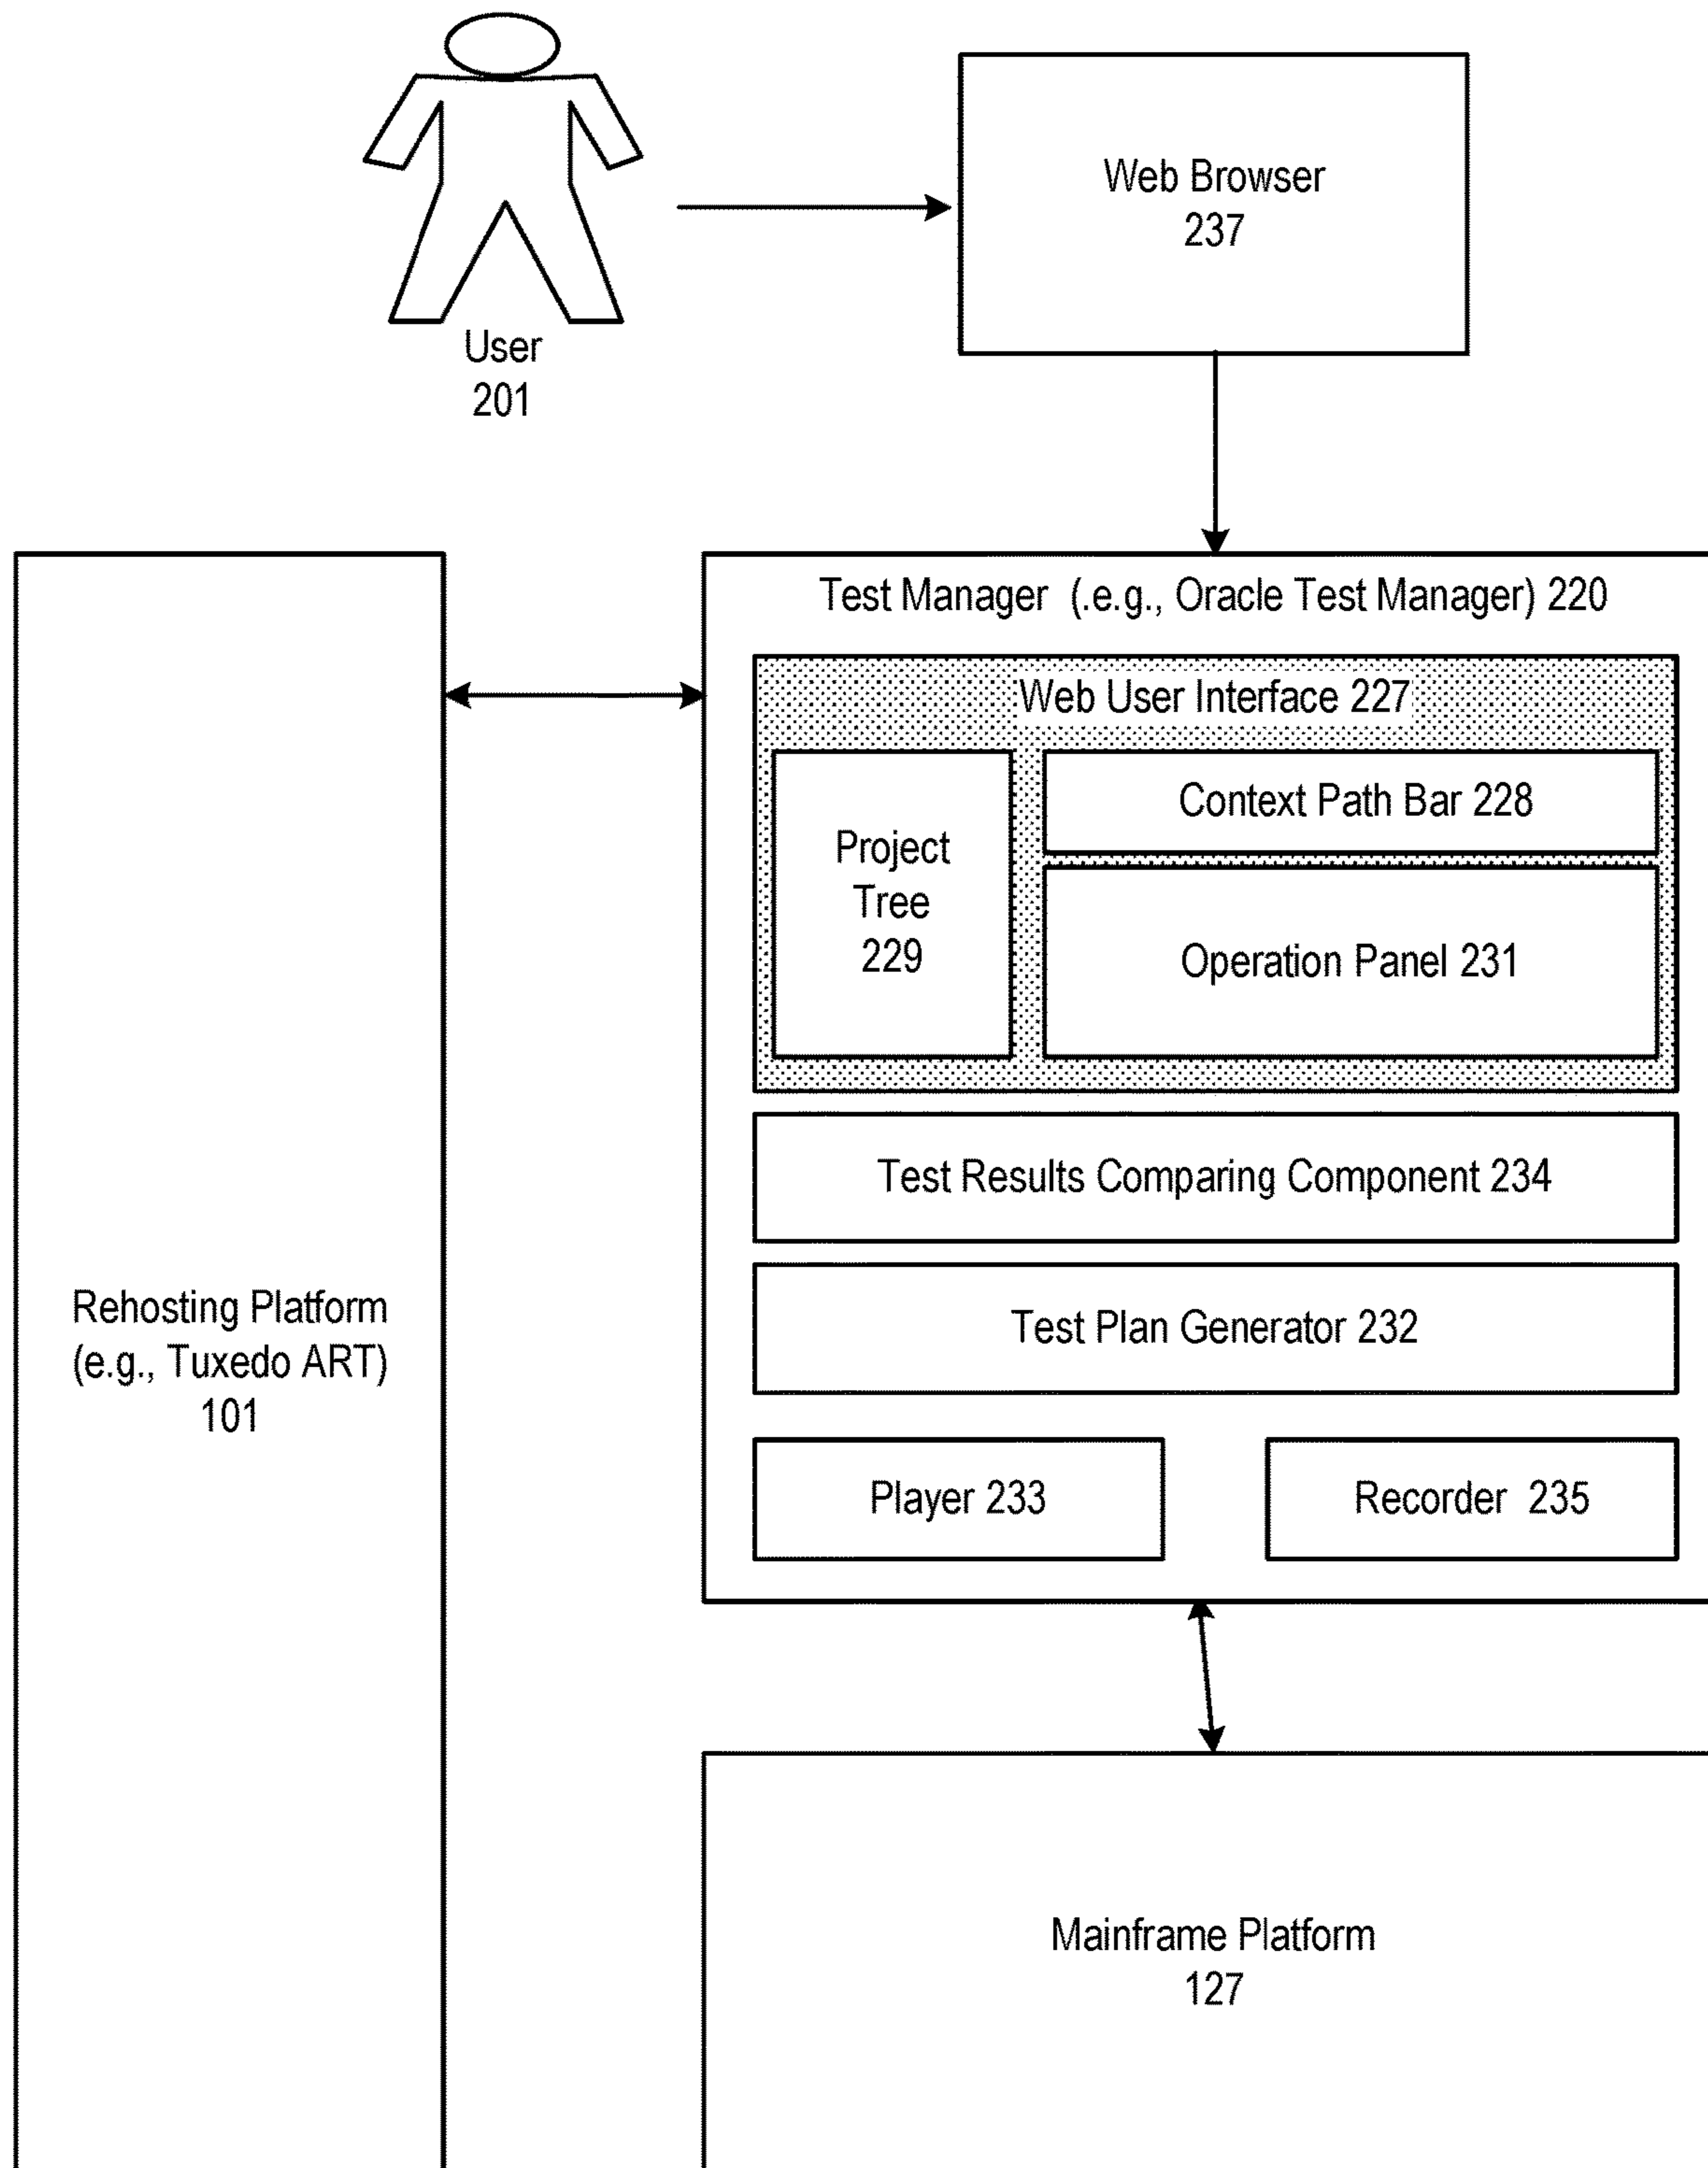 Web Browser
237
User
201
Test Manager (.e.g., Oracle Test Manager) 220
Web User Interface 227
Project
Tree
229
Context Path Bar 228
Operation Panel 231
Test Results Comparing Component 234
Test Plan Generator 232
Player 233
Recorder 235
Rehosting Platform
(e.g., Tuxedo ART)
101
Mainframe Platform
127